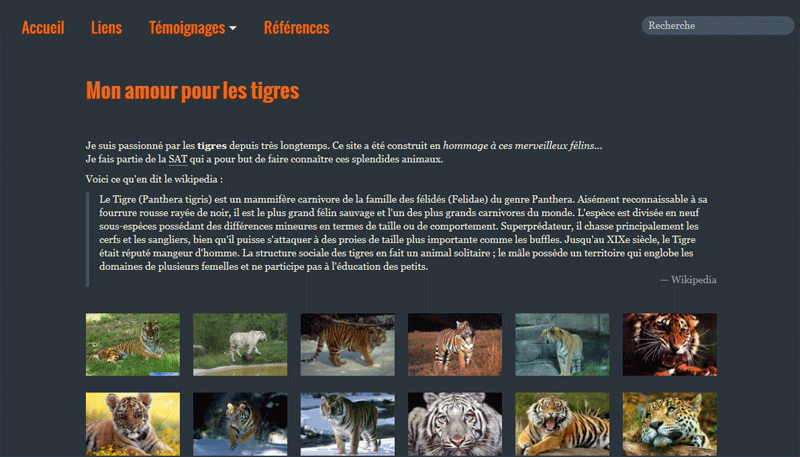 Accueil Liens Témoignages Références Recherche
Mon amour pour les tigres
Je suis passionné par les tigres depuis très longtemps. Ce site a été construit en hommage à ces merveilleux félins...
Je fais partie de la SAT qui a pour but de faire connaître ces splendides animaux.
Voici ce qu'en dit le wikipedia :
Le Tigre (Panthera tigris) est un mammifère carnivore de la famille des félidés (Felidae) du genre Panthera. Aisément reconnaissable à sa
fourrure rousse rayée de noir, il est le plus grand félin sauvage et l'un des plus grands carnivores du monde. L'espèce est divisée en neuf
sous-espèces possédant des différences mineures en termes de taille ou de comportement. Superprédateur, il chasse principalement les
cerfs et les sangliers, bien qu'il puisse s'attaquer à des proies de taille plus importante comme les buffles. Jusqu'au XIXe siècle, le Tigre
était réputé mangeur d'homme. La structure sociale des tigres en fait un animal solitaire ; le mâle possède un territoire qui englobe les
domaines de plusieurs femelles et ne participe pas à l'éducation des petits.
— Wikipedia